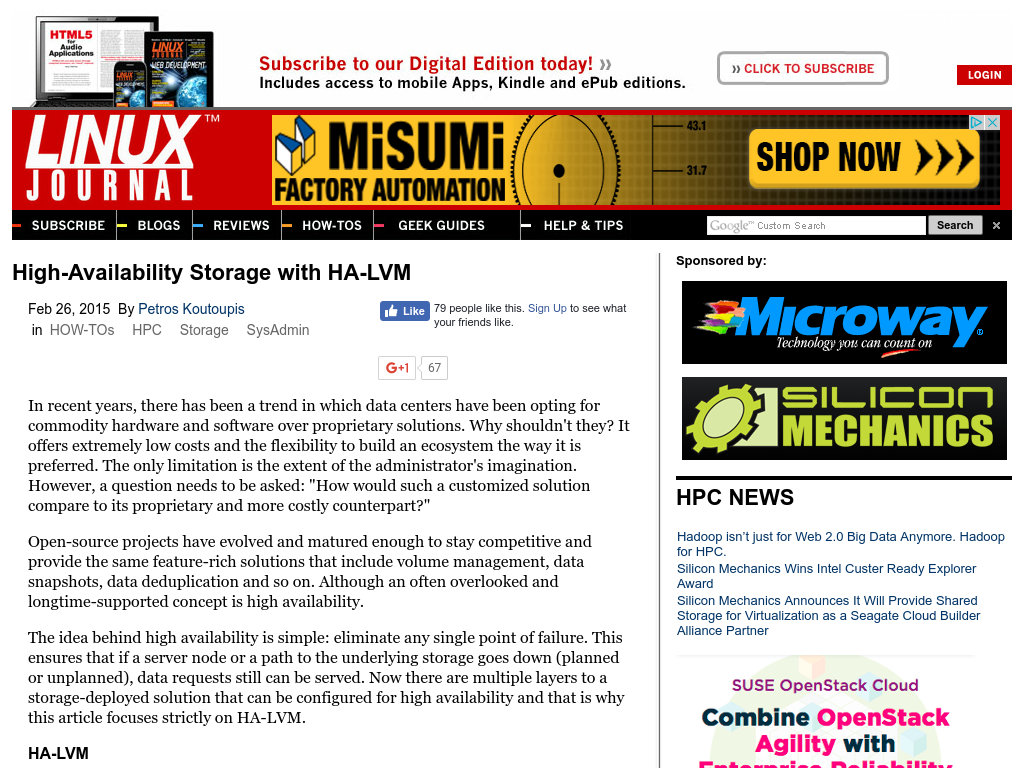 HTML5
for
Audio
Applications
LINUX
JOURNAL
WEB DEVELOPMENT
Subscribe to our Digital Edition today! »
Includes access to mobile Apps, Kindle and ePub editions.
» CLICK TO SUBSCRIBE
LOGIN
LINUX™
JOURNAL
MiSUMi
FACTORY AUTOMATION
43.1
31.7
SHOP NOW
SUBSCRIBE
BLOGS
REVIEWS
HOW-TOS
GEEK GUIDES
HELP & TIPS
Google™ Custom Search
Search
×
High-Availability Storage with HA-LVM
Feb 26, 2015 By Petros Koutoupis
in HOW-TOs HPC Storage SysAdmin
Like
79 people like this. Sign Up to see what
your friends like.
G+1
67
In recent years, there has been a trend in which data centers have been opting for
commodity hardware and software over proprietary solutions. Why shouldn't they? It
offers extremely low costs and the flexibility to build an ecosystem the way it is
preferred. The only limitation is the extent of the administrator's imagination.
However, a question needs to be asked: "How would such a customized solution
compare to its proprietary and more costly counterpart?"
Open-source projects have evolved and matured enough to stay competitive and
provide the same feature-rich solutions that include volume management, data
snapshots, data deduplication and so on. Although an often overlooked and
longtime-supported concept is high availability.
The idea behind high availability is simple: eliminate any single point of failure. This
ensures that if a server node or a path to the underlying storage goes down (planned
or unplanned), data requests still can be served. Now there are multiple layers to a
storage-deployed solution that can be configured for high availability and that is why
this article focuses strictly on HA-LVM.
HA-LVM
Sponsored by:
Microway®
Technology you can count on
SILICON
MECHANICS
HPC NEWS
Hadoop isn’t just for Web 2.0 Big Data Anymore. Hadoop
for HPC.
Silicon Mechanics Wins Intel Custer Ready Explorer
Award
Silicon Mechanics Announces It Will Provide Shared
Storage for Virtualization as a Seagate Cloud Builder
Alliance Partner
SUSE OpenStack Cloud
Combine OpenStack
Agility with
Enterprise Reliability